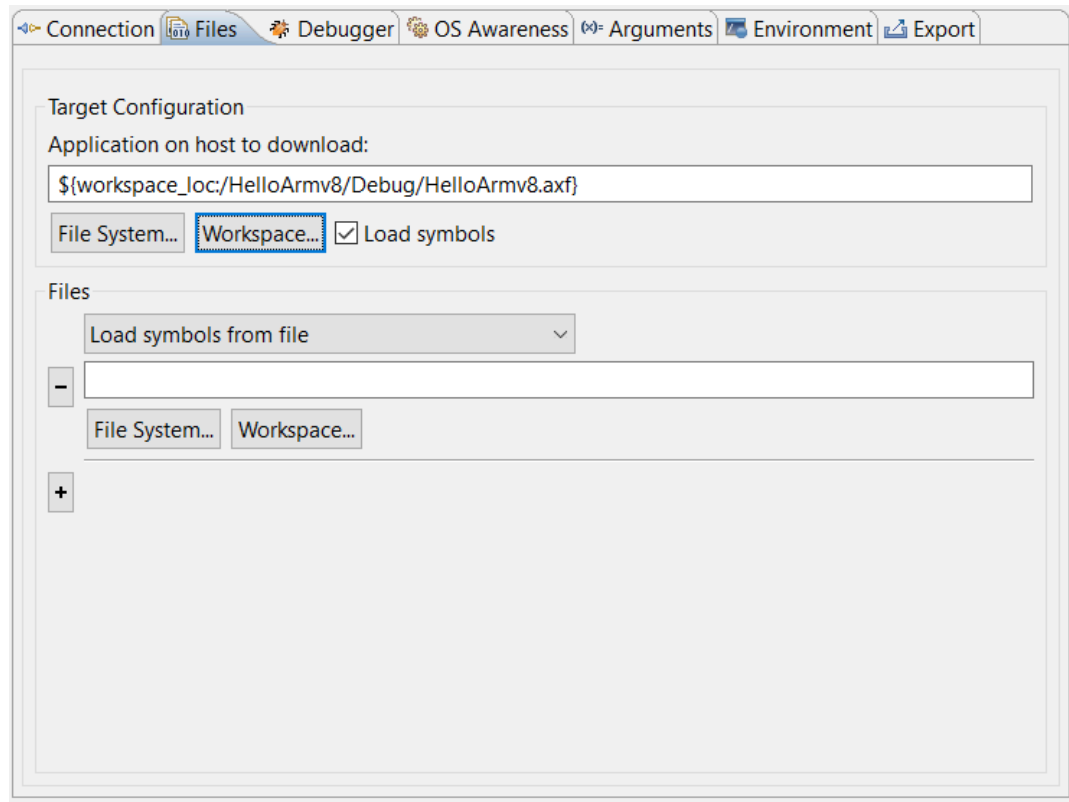 Connection Files Debugger OS Awareness (x)= Arguments Environment Export
Target Configuration
Application on host to download:
${workspace_loc:/HelloArmv8/Debug/HelloArmv8.axf}
File System... Workspace... Load symbols
Files
Load symbols from file
-
File System... Workspace...
+